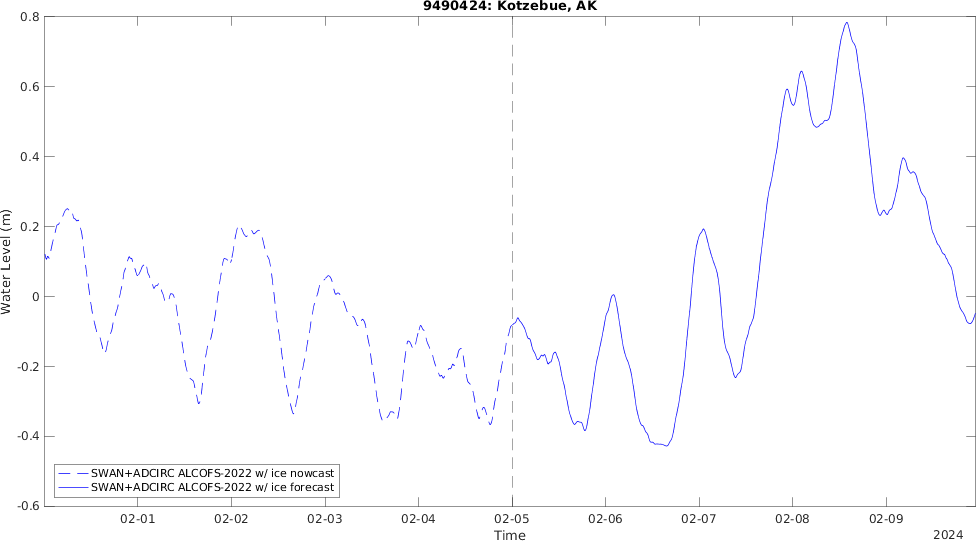 9490424: Kotzebue, AK
0.8
0.6
0.4
0.2
0
-0.2
-0.4
-0.6
Water Level (m)
SWAN+ADCIRC ALCOFS-2022 w/ ice nowcast
SWAN+ADCIRC ALCOFS-2022 w/ ice forecast
02-01 02-02 02-03 02-04 02-05 02-06 02-07 02-08 02-09
Time
2024